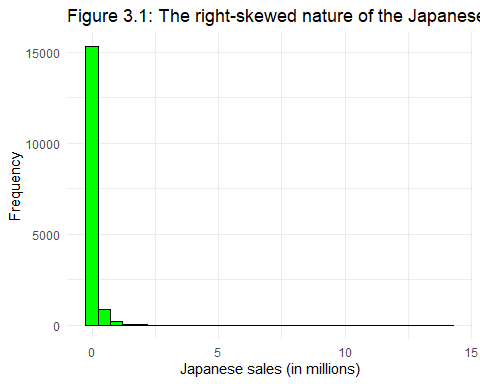 Figure 3.1: The right-skewed nature of the Japanese
15000
10000
5000
0
Frequency
0 5 10 15
Japanese sales (in millions)